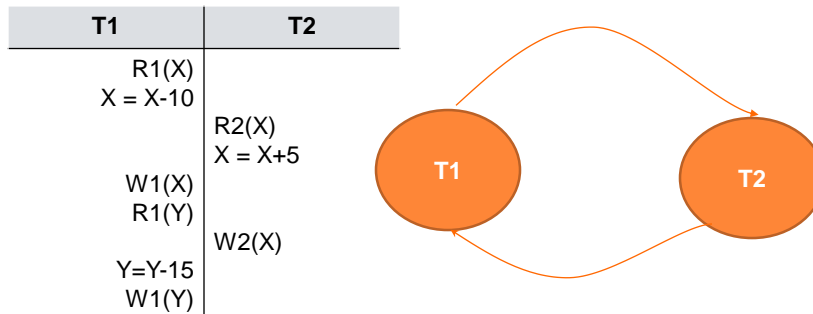 T1 T2
R1(X)
X = X-10
R2(X)
X = X+5
W1(X)
R1(Y)
W2(X)
Y=Y-15
W1(Y)
T1
T2